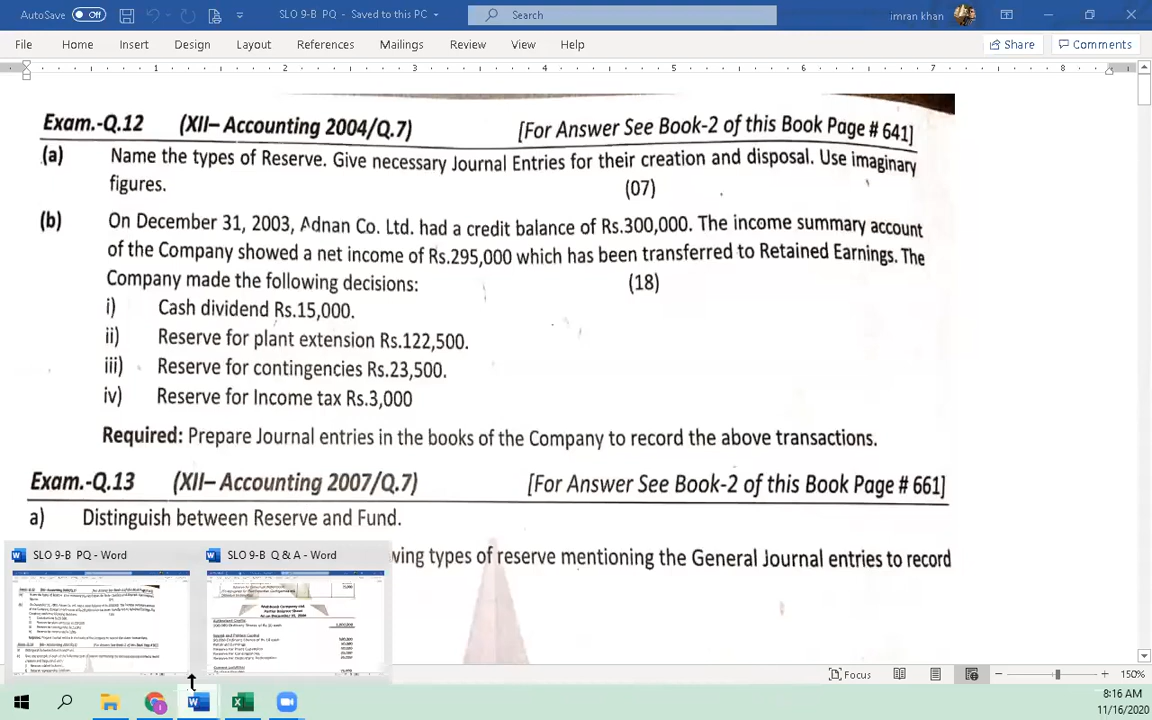 AutoSave Off SLO 9-B PQ - Saved to this PC Search imran khan
File Home Insert Design Layout References Mailings Review View Help Share Comments
1 2 3 4 5 6 7 8
Exam.-Q.12 (XII– Accounting 2004/Q.7) [For Answer See Book-2 of this Book Page # 641]
(a) Name the types of Reserve. Give necessary Journal Entries for their creation and disposal. Use imaginary
figures. (07)
(b) On December 31, 2003, Adnan Co. Ltd. had a credit balance of Rs.300,000. The income summary account
of the Company showed a net income of Rs.295,000 which has been transferred to Retained Earnings. The
Company made the following decisions: (18)
i) Cash dividend Rs.15,000.
ii) Reserve for plant extension Rs.122,500.
iii) Reserve for contingencies Rs.23,500.
iv) Reserve for Income tax Rs.3,000
Required: Prepare Journal entries in the books of the Company to record the above transactions.
Exam.-Q.13 (XII– Accounting 2007/Q.7) [For Answer See Book-2 of this Book Page # 661]
a) Distinguish between Reserve and Fund.
SLO 9-B PQ - Word SLO 9-B Q & A - Word
wing types of reserve mentioning the General Journal entries to record
Focus 150%
8:16 AM
11/16/2020